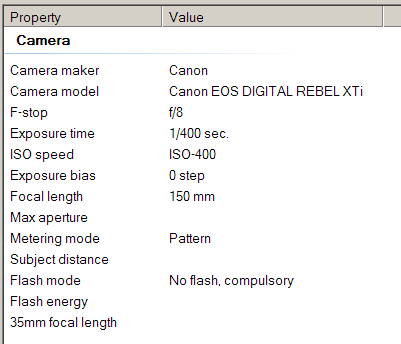 Property Value
Camera
Camera maker Canon
Camera model Canon EOS DIGITAL REBEL XTi
F-stop f/8
Exposure time 1/400 sec.
ISO speed ISO-400
Exposure bias 0 step
Focal length 150 mm
Max aperture
Metering mode Pattern
Subject distance
Flash mode No flash, compulsory
Flash energy
35mm focal length